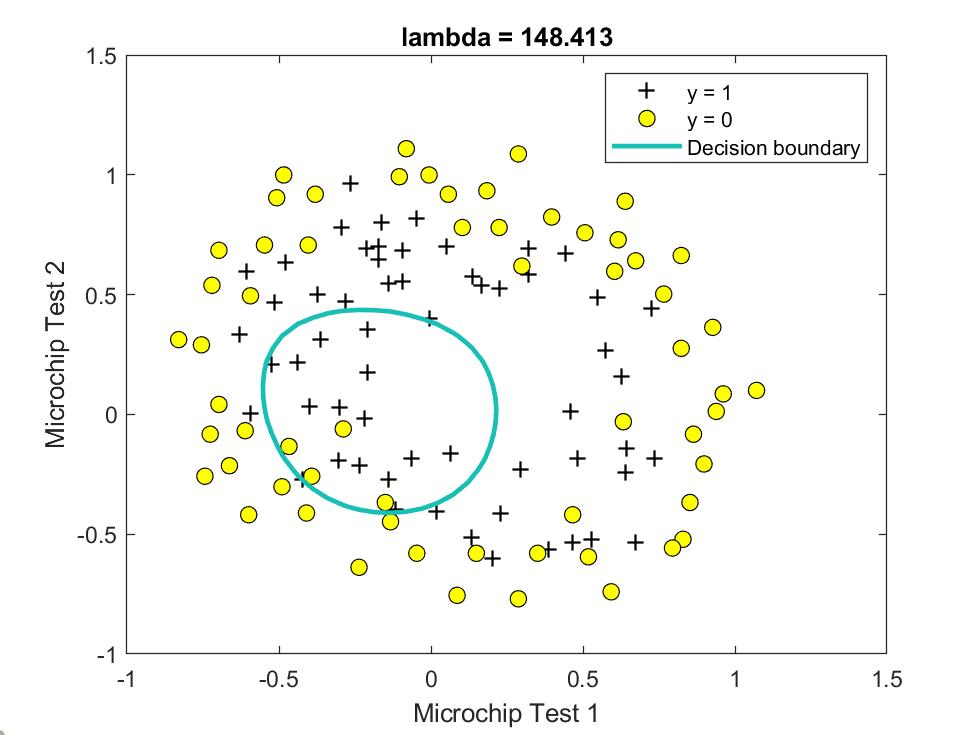 lambda = 148.413
1.5
y = 1
y = 0
Decision boundary
1
0.5
Microchip Test 2
0
-0.5
-1
-1
-0.5
0
0.5
1
1.5
Microchip Test 1